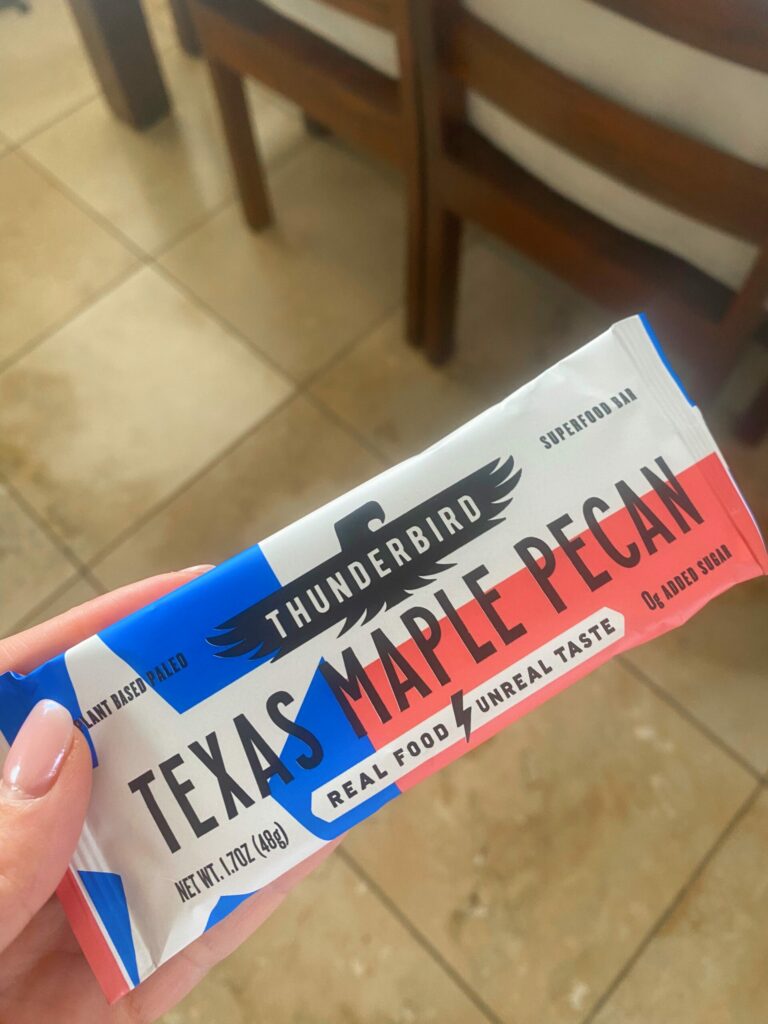 SUPERFOOD BAR
THUNDERBIRD
PLANT BASED PALEO
TEXAS MAPLE PECAN
0g ADDED SUGAR
REAL FOOD UNREAL TASTE
NET WT. 1.7OZ (48g)